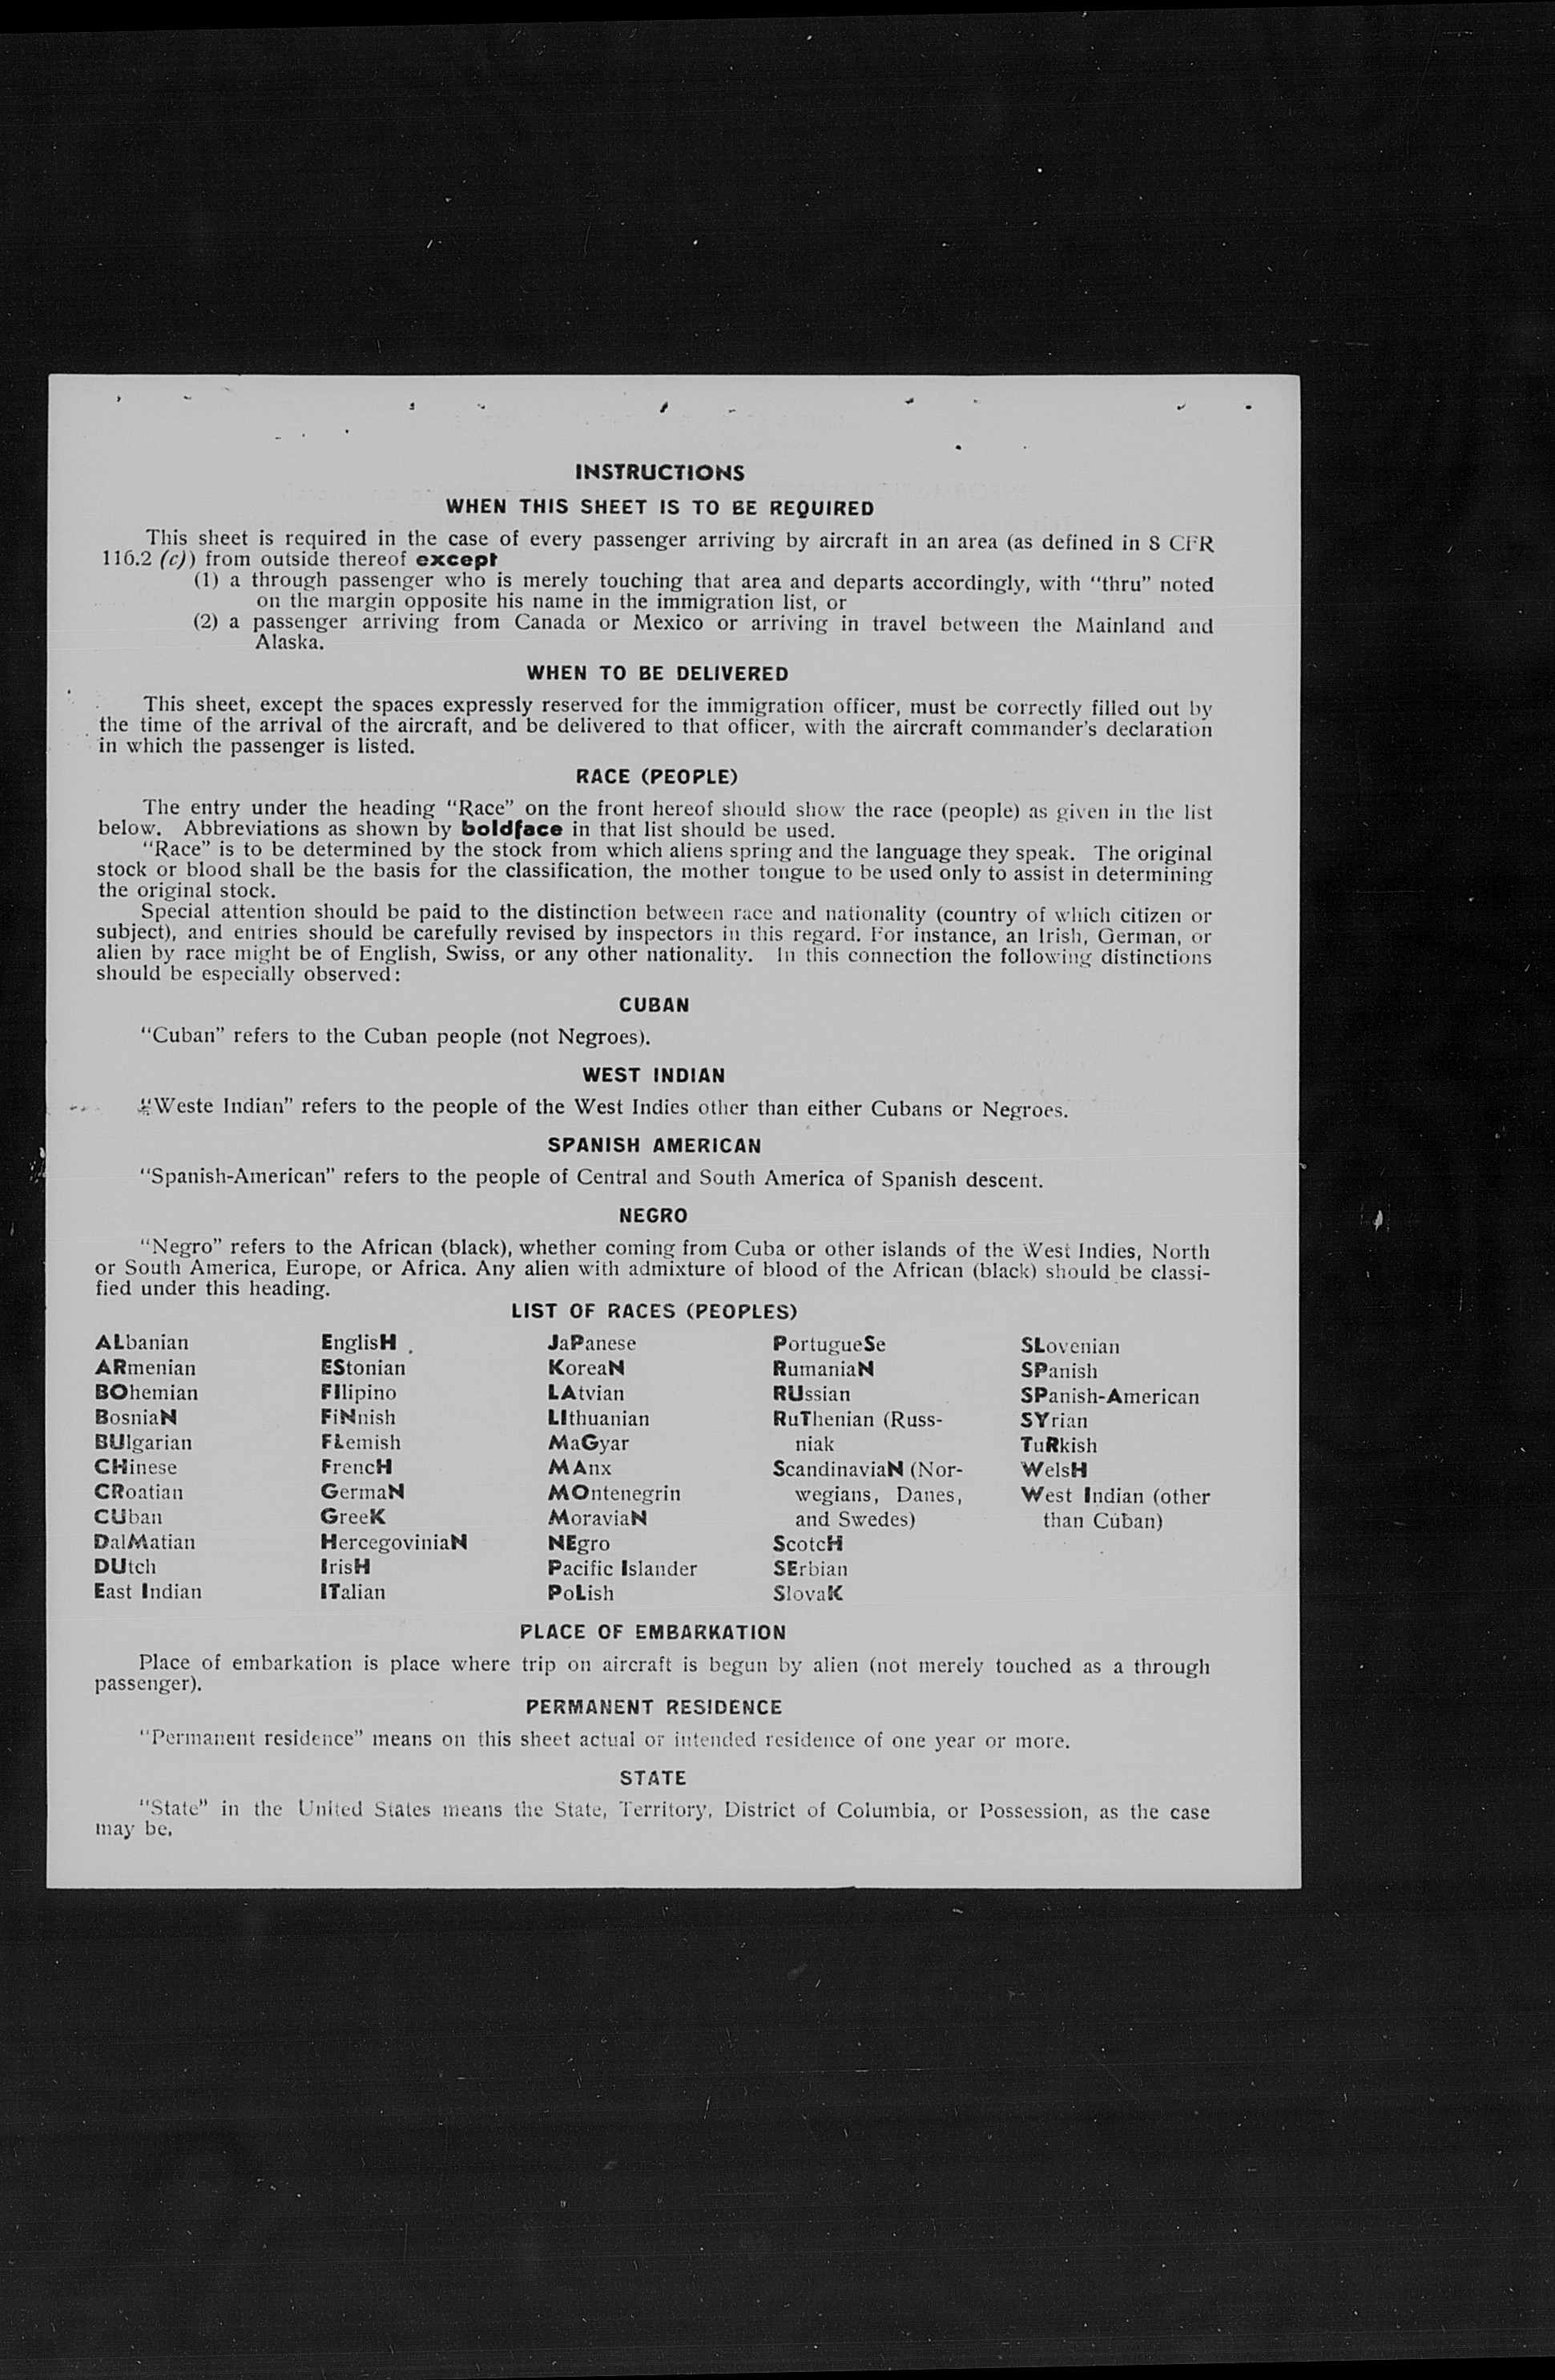 INSTRUCTIONS
WHEN THIS SHEET IS TO BE REQUIRED
This sheet is required in the case of every passenger arriving by aircraft in an area (as defined in 8 CFR
116.2 (c)) from outside thereof except
(1) a through passenger who is merely touching that area and departs accordingly, with "thru" noted
on the margin opposite his name in the immigration list, or
(2) a passenger arriving from Canada or Mexico or arriving in travel between the Mainland and
Alaska.
WHEN TO BE DELIVERED
This sheet, except the spaces expressly reserved for the immigration officer, must be correctly filled out by
the time of the arrival of the aircraft, and be delivered to that officer, with the aircraft commander's declaration
in which the passenger is listed.
RACE (PEOPLE)
The entry under the heading "Race" on the front hereof should show the race (people) as given in the list
below. Abbreviations as shown by boldface in that list should be used.
"Race" is to be determined by the stock from which aliens spring and the language they speak. The original
stock or blood shall be the basis for the classification, the mother tongue to be used only to assist in determining
the original stock.
Special attention should be paid to the distinction between race and nationality (country of which citizen or
subject), and entries should be carefully revised by inspectors in this regard. For instance, an Irish, German, or
alien by race might be of English, Swiss, or any other nationality. In this connection the following distinctions
should be especially observed:
CUBAN
"Cuban" refers to the Cuban people (not Negroes).
WEST INDIAN
"Weste Indian" refers to the people of the West Indies other than either Cubans or Negroes.
SPANISH AMERICAN
"Spanish-American" refers to the people of Central and South America of Spanish descent.
NEGRO
"Negro" refers to the African (black), whether coming from Cuba or other islands of the West Indies, North
or South America, Europe, or Africa. Any alien with admixture of blood of the African (black) should be classi-
fied under this heading.
LIST OF RACES (PEOPLES)
ALbanian
ARmenian
BOhemian
BosniaN
BUlgarian
CHinese
CRoatian
CUban
DalMatian
DUtch
East Indian
EnglisH
EStonian
FIlipino
FiNnish
FLemish
FrencH
GermaN
GreeK
HercegoviniaN
IrisH
ITalian
JaPanese
KoreaN
LAtvian
LIthuanian
MaGyar
MAnx
MOntenegrin
MoraviaN
NEgro
Pacific Islander
PoLish
PortugueSe
RumaniaN
RUssian
RuThenian (Russ-
niak
ScandinaviaN (Nor-
wegians, Danes,
and Swedes)
ScotcH
SErbian
SlovaK
SLovenian
SPanish
SPanish-American
SYrian
TuRkish
WelsH
West Indian (other
than Cuban)
PLACE OF EMBARKATION
Place of embarkation is place where trip on aircraft is begun by alien (not merely touched as a through
passenger).
PERMANENT RESIDENCE
"Permanent residence" means on this sheet actual or intended residence of one year or more.
STATE
"State" in the United States means the State, Territory, District of Columbia, or Possession, as the case
may be.